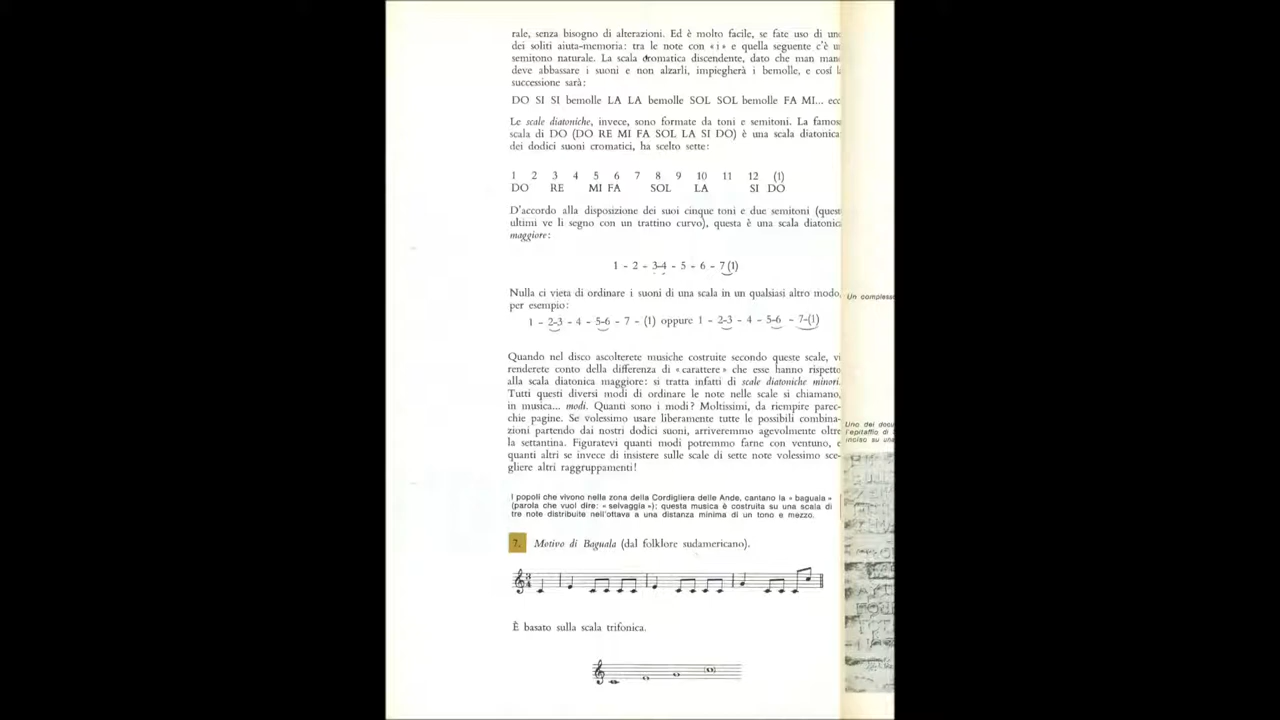 rale, senza bisogno di alterazioni. Ed è molto facile, se fate uso di uno
dei soliti aiuta-memoria: tra le note con « i » e quella seguente c'è u
semitono naturale. La scala cromatica discendente, dato che man man
deve abbassare i suoni e non alzarli, impiegherà i bemolle, e cosí l
successione sarà:
DO SI SI bemolle LA LA bemolle SOL SOL bemolle FA MI... ecc
Le scale diatoniche, invece, sono formate da toni e semitoni. La famos
scala di DO (DO RE MI FA SOL LA SI DO) è una scala diatonica:
dei dodici suoni cromatici, ha scelto sette:
1 2 3 4 5 6 7 8 9 10 11 12 (1)
DO RE MI FA SOL LA SI DO
D'accordo alla disposizione dei suoi cinque toni e due semitoni (quest
ultimi ve li segno con un trattino curvo), questa è una scala diatonica
maggiore:
1 - 2 - 3-4 - 5 - 6 - 7 (1)
Nulla ci vieta di ordinare i suoni di una scala in un qualsiasi altro modo,
per esempio:
1 - 2-3 - 4 - 5-6 - 7 - (1) oppure 1 - 2-3 - 4 - 5-6 - 7-(1)
Quando nel disco ascolterete musiche costruite secondo queste scale, vi
renderete conto della differenza di « carattere » che esse hanno rispetto
alla scala diatonica maggiore: si tratta infatti di scale diatoniche minori.
Tutti questi diversi modi di ordinare le note nelle scale si chiamano,
in musica... modi. Quanti sono i modi? Moltissimi, da riempire parec-
chie pagine. Se volessimo usare liberamente tutte le possibili combina-
zioni partendo dai nostri dodici suoni, arriveremmo agevolmente oltre
la settantina. Figuratevi quanti modi potremmo farne con ventuno, e
quanti altri se invece di insistere sulle scale di sette note volessimo sce-
gliere altri raggruppamenti!
I popoli che vivono nella zona della Cordigliera delle Ande, cantano la « baguala »
(parola che vuol dire: « selvaggia »); questa musica è costruita su una scala di
tre note distribuite nell'ottava a una distanza minima di un tono e mezzo.
7. Motivo di Baguala (dal folklore sudamericano).
3
4
È basato sulla scala trifonica.
Un complesso
Uno dei docu
l'epitaffio di
inciso su una